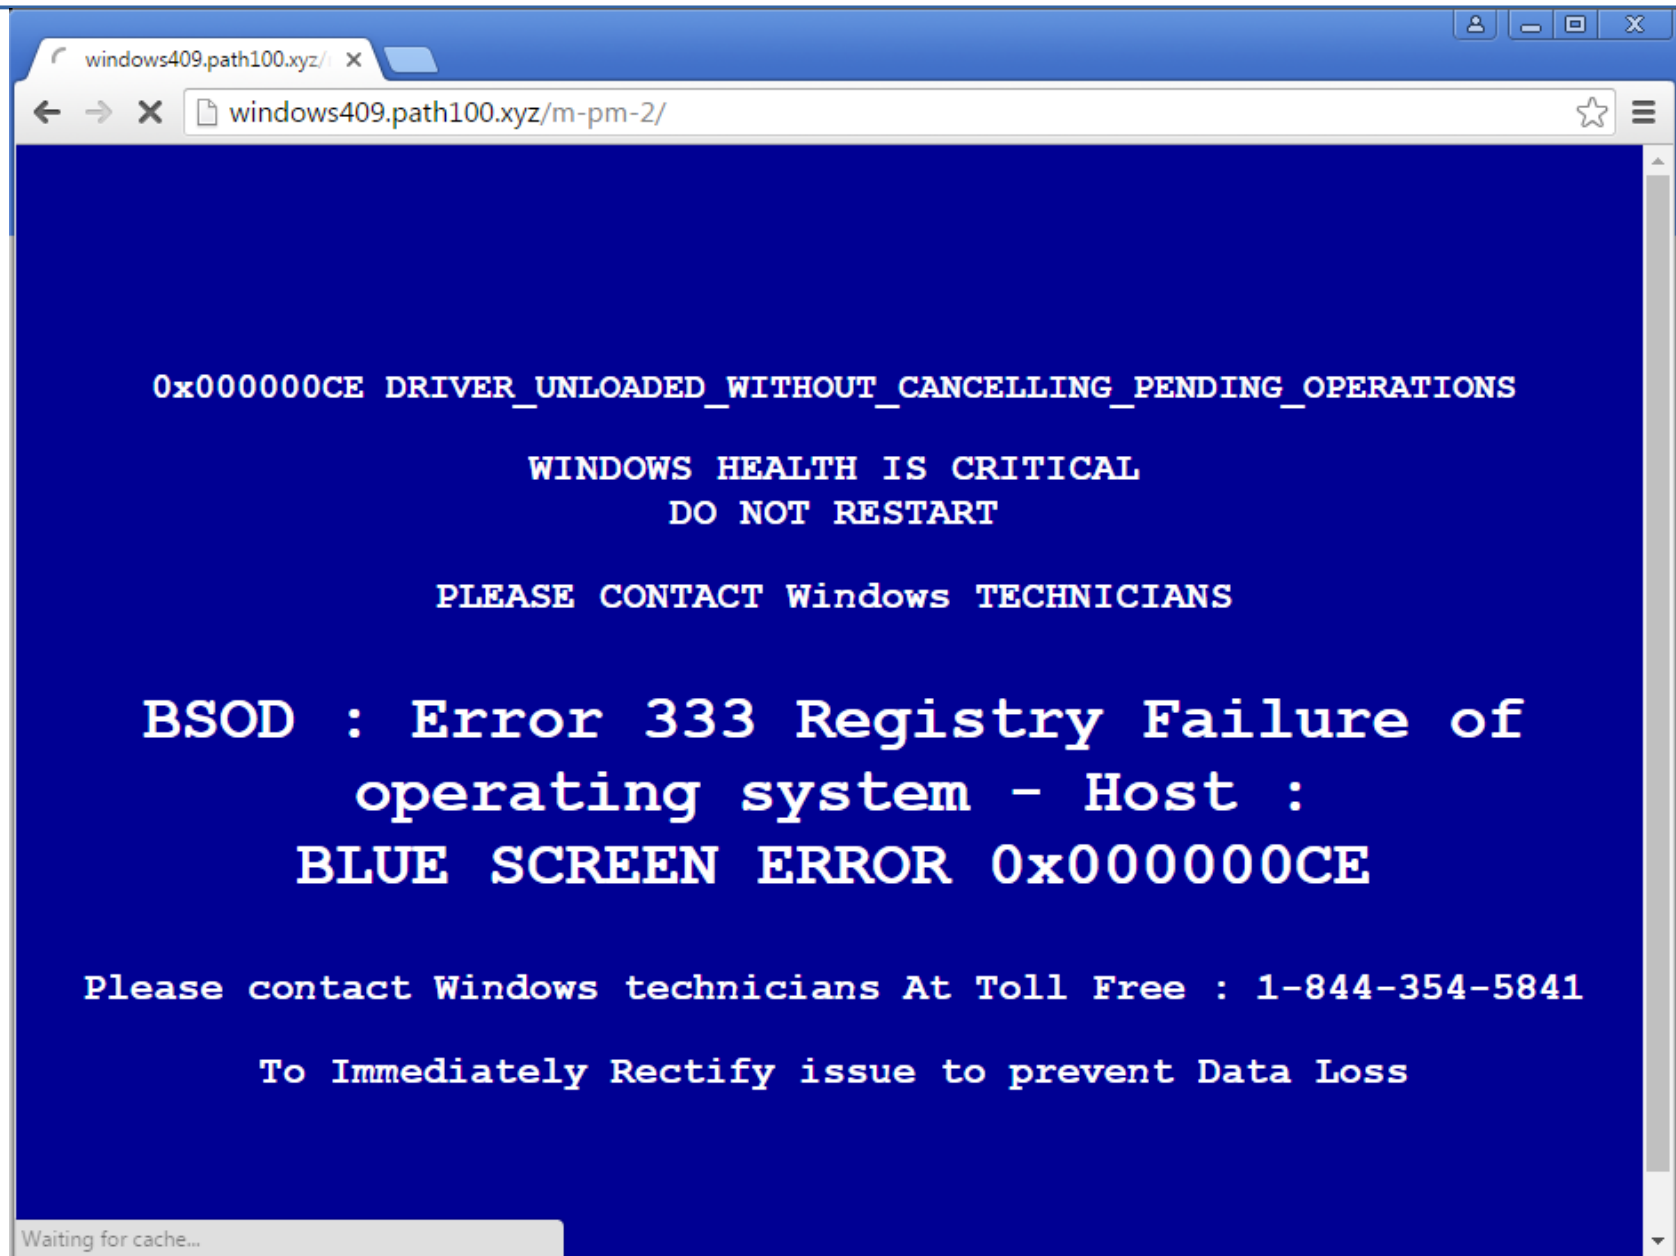 windows409.path100.xyz/
windows409.path100.xyz/m-pm-2/
0x000000CE DRIVER_UNLOADED_WITHOUT_CANCELLING_PENDING_OPERATIONS
WINDOWS HEALTH IS CRITICAL
DO NOT RESTART
PLEASE CONTACT Windows TECHNICIANS
BSOD : Error 333 Registry Failure of
operating system - Host :
BLUE SCREEN ERROR 0x000000CE
Please contact Windows technicians At Toll Free : 1-844-354-5841
To Immediately Rectify issue to prevent Data Loss
Waiting for cache...